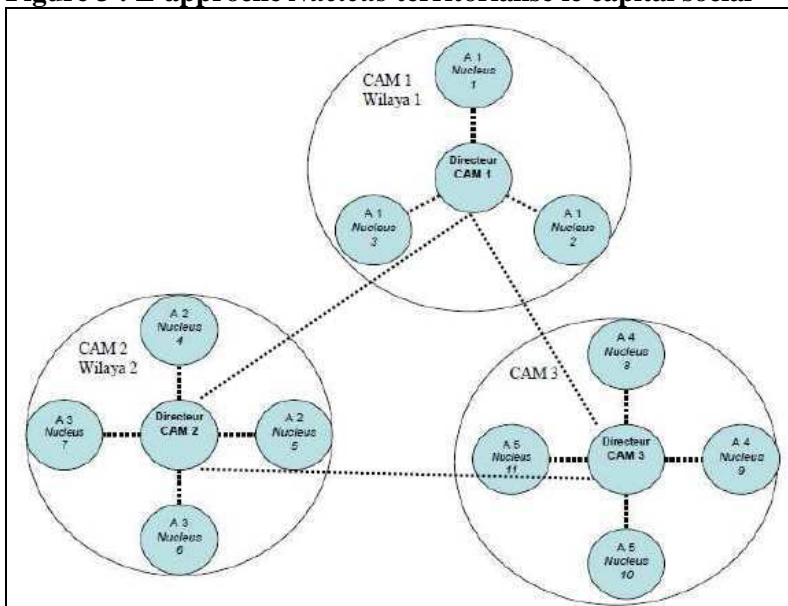 Figure 3 : L'approche Nucleus territorialise le capital social
CAM 1
Wilaya 1
A 1
Nucleus
1
Directeur
CAM 1
A 1
Nucleus
3
A 1
Nucleus
2
CAM 2
Wilaya 2
A 2
Nucleus
4
A 3
Nucleus
7
Directeur
CAM 2
A 2
Nucleus
5
A 3
Nucleus
6
CAM 3
A 4
Nucleus
8
A 5
Nucleus
11
Directeur
CAM 3
A 4
Nucleus
9
A 5
Nucleus
10